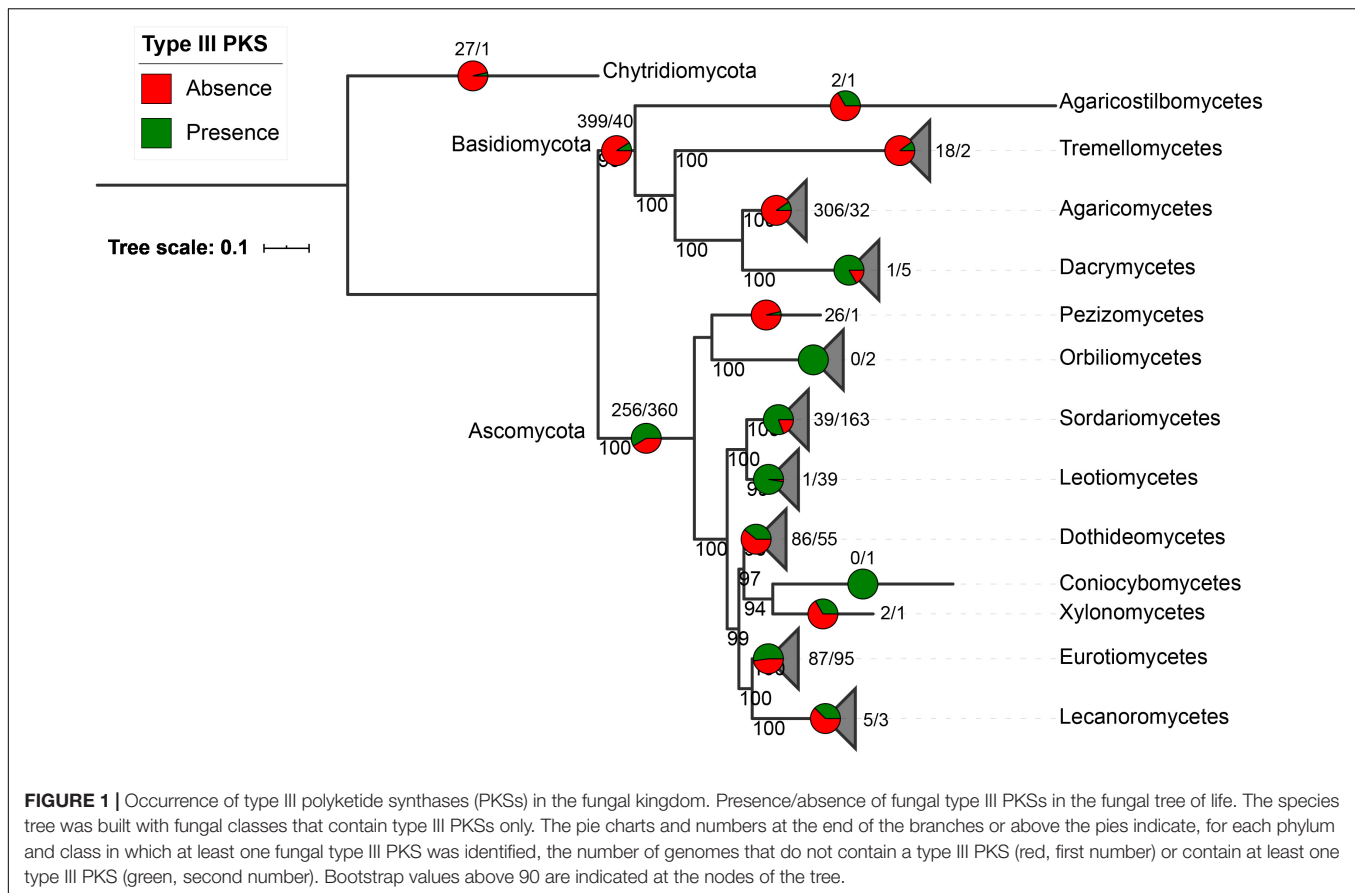 Type III PKS
Absence
Presence
27/1
Chytridiomycota
2/1
Agaricostilbomycetes
399/40
Basidiomycota
100
18/2
Tremellomycetes
100
306/32
Agaricomycetes
100
100
1/5
Dacrymycetes
Tree scale: 0.1
26/1
Pezizomycetes
100
0/2
Orbiliomycetes
256/360
Ascomycota
100
39/163
Sordariomycetes
100
1/39
Leotiomycetes
100
86/55
Dothideomycetes
97
0/1
Coniocybomycetes
94
2/1
Xylonomycetes
99
87/95
Eurotiomycetes
100
100
5/3
Lecanoromycetes
FIGURE 1 | Occurrence of type III polyketide synthases (PKSs) in the fungal kingdom. Presence/absence of fungal type III PKSs in the fungal tree of life. The species
tree was built with fungal classes that contain type III PKSs only. The pie charts and numbers at the end of the branches or above the pies indicate, for each phylum
and class in which at least one fungal type III PKS was identified, the number of genomes that do not contain a type III PKS (red, first number) or contain at least one
type III PKS (green, second number). Bootstrap values above 90 are indicated at the nodes of the tree.